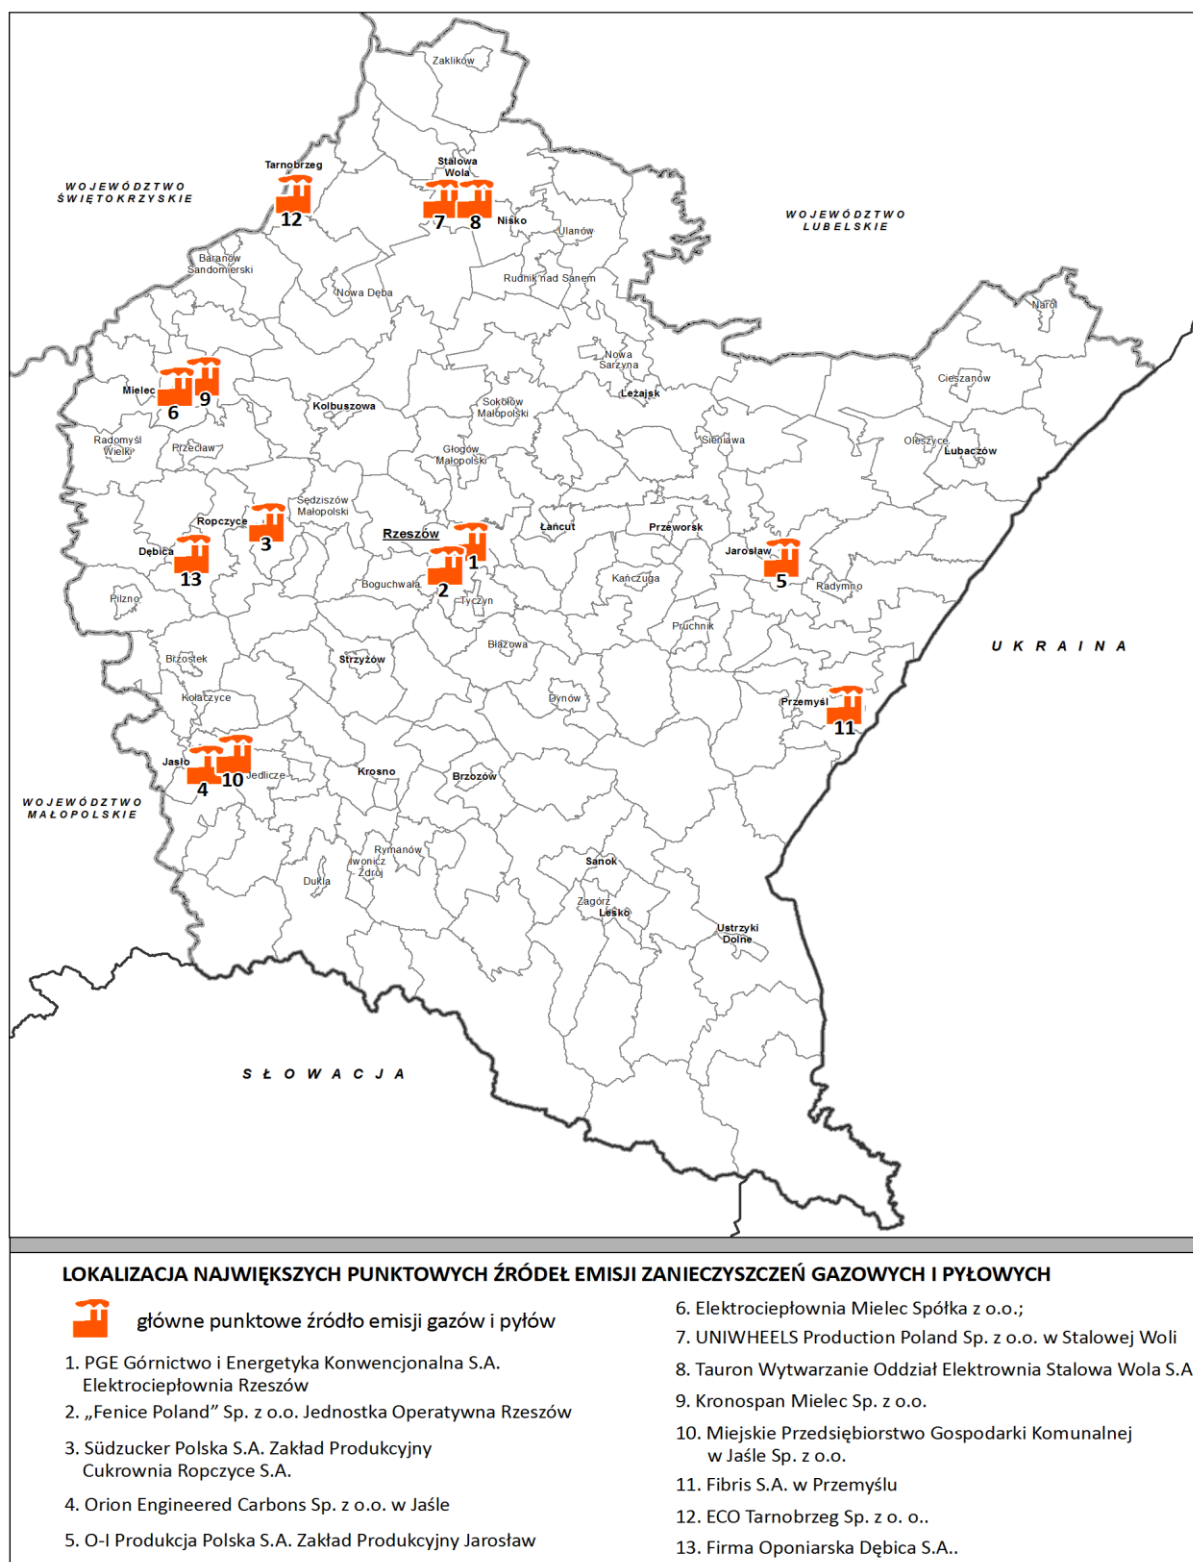 Zaklików
Tarnobrzeg
Stalowa
Wola
WOJEWÓDZTWO
ŚWIĘTOKRZYSKIE
12
7
8
Nisko
WOJEWÓDZTWO
LUBELSKIE
Ulanów
Baranów
Sandomierski
Rudnik nad Sanem
Nowa Dęba
Narol
Nowa
Sarzyna
Mielec
6
9
Cieszanów
Leżajsk
Kolbuszowa
Sokołów
Małopolski
Radomyśl
Wielki
Przecław
Głogów
Małopolski
Sieniawa
Oleszyce
Lubaczów
Sędziszów
Małopolski
Ropczyce
3
Rzeszów
Łańcut
Przeworsk
Dębica
13
1
2
Jarosław
5
Boguchwała
Kańczuga
Radymno
Pilzno
Tyczyn
Pruchnik
Błażowa
UKRAINA
Brzostek
Strzyżów
Kołaczyce
Dynów
Przemyśl
11
Jasło
4
10
Jedlicze
Krosno
Brzozów
WOJEWÓDZTWO
MAŁOPOLSKIE
Rymanów
Iwonicz
- Zdrój
Dukla
Sanok
Zagórz
Lesko
Ustrzyki
Dolne
SŁOWACJA
LOKALIZACJA NAJWIĘKSZYCH PUNKTOWYCH ŹRÓDEŁ EMISJI ZANIECZYSZCZEŃ GAZOWYCH I PYŁOWYCH
główne punktowe źródło emisji gazów i pyłów
1. PGE Górnictwo i Energetyka Konwencjonalna S.A.
Elektrociepłownia Rzeszów
2. „Fenice Poland” Sp. z o.o. Jednostka Operatywna Rzeszów
3. Südzucker Polska S.A. Zakład Produkcyjny
Cukrownia Ropczyce S.A.
4. Orion Engineered Carbons Sp. z o.o. w Jaśle
5. O-I Produkcja Polska S.A. Zakład Produkcyjny Jarosław
6. Elektrociepłownia Mielec Spółka z o.o.;
7. UNIWHEELS Production Poland Sp. z o.o. w Stalowej Woli
8. Tauron Wytwarzanie Oddział Elektrownia Stalowa Wola S.A
9. Kronospan Mielec Sp. z o.o.
10. Miejskie Przedsiębiorstwo Gospodarki Komunalnej
w Jaśle Sp. z o.o.
11. Fibris S.A. w Przemyślu
12. ECO Tarnobrzeg Sp. z o. o..
13. Firma Oponiarska Dębica S.A..